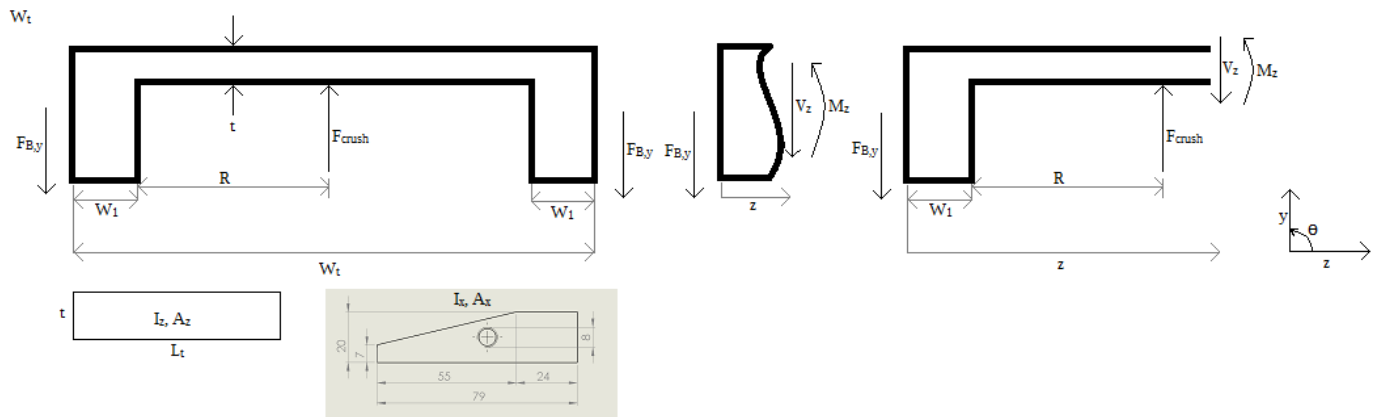 Wt
t
FB,y
Fcrush
FB,y
R
W1
W1
Wt
FB,y
Vz
Mz
z
FB,y
Fcrush
Vz
Mz
R
W1
z
y
θ
z
t
Iz, Az
Lt
Ix, Ax
20
7
8
55
24
79